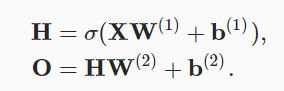 H = σ(XW⁽¹⁾ + b⁽¹⁾),
O = HW⁽²⁾ + b⁽²⁾.